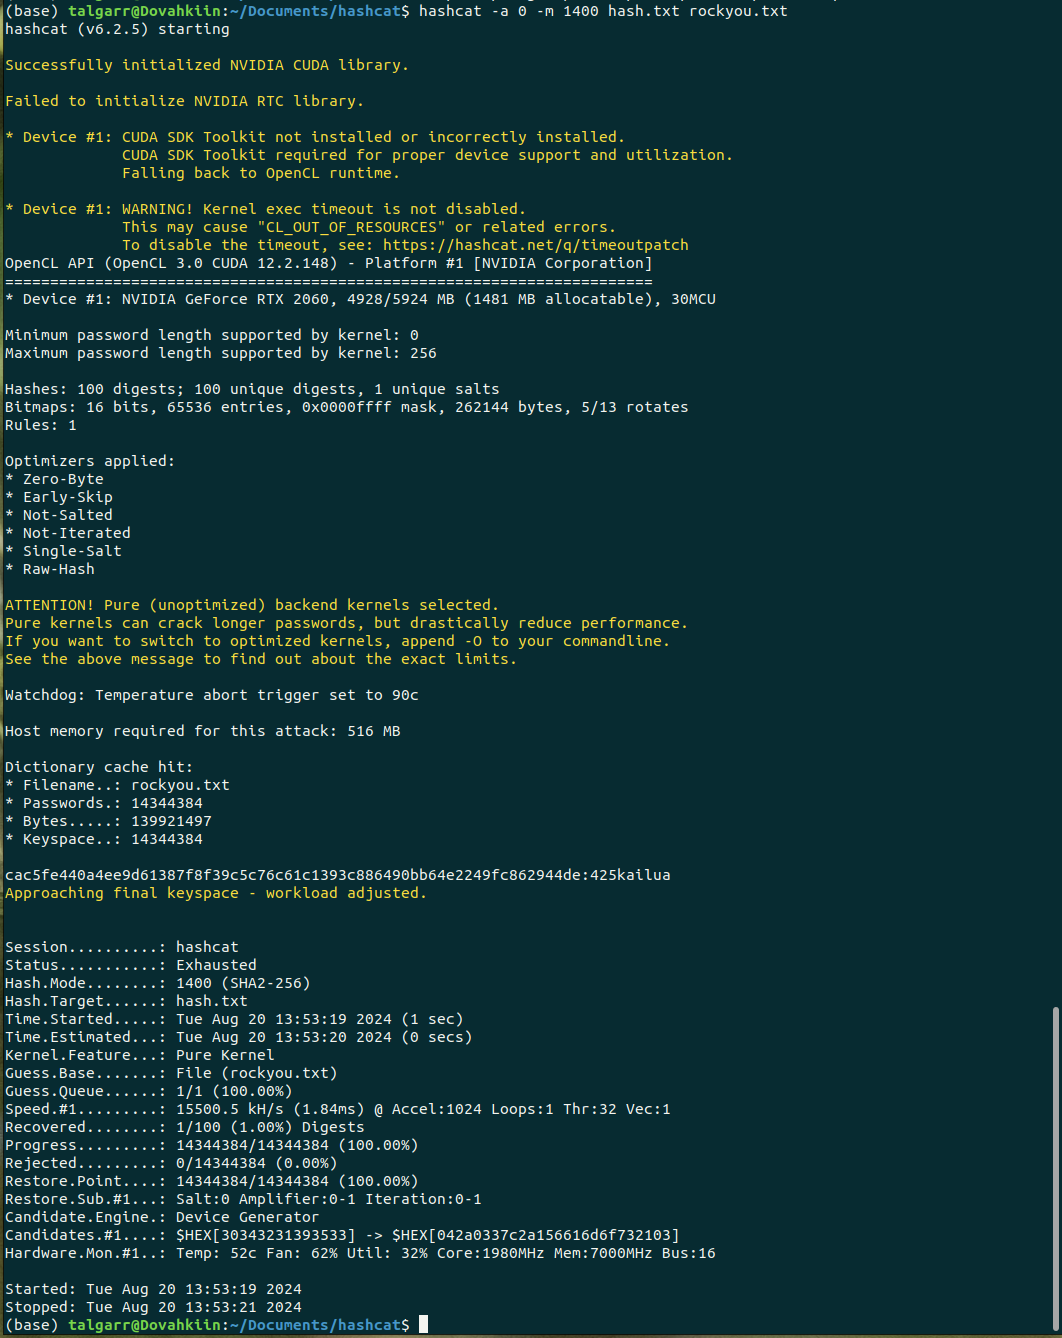 (base) talgarr@Dovahkiin:~/Documents/hashcat$ hashcat -a 0 -m 1400 hash.txt rockyou.txt
hashcat (v6.2.5) starting

Successfully initialized NVIDIA CUDA library.

Failed to initialize NVIDIA RTC library.

* Device #1: CUDA SDK Toolkit not installed or incorrectly installed.
             CUDA SDK Toolkit required for proper device support and utilization.
             Falling back to OpenCL runtime.

* Device #1: WARNING! Kernel exec timeout is not disabled.
             This may cause "CL_OUT_OF_RESOURCES" or related errors.
             To disable the timeout, see: https://hashcat.net/q/timeoutpatch
OpenCL API (OpenCL 3.0 CUDA 12.2.148) - Platform #1 [NVIDIA Corporation]
========================================================================
* Device #1: NVIDIA GeForce RTX 2060, 4928/5924 MB (1481 MB allocatable), 30MCU

Minimum password length supported by kernel: 0
Maximum password length supported by kernel: 256

Hashes: 100 digests; 100 unique digests, 1 unique salts
Bitmaps: 16 bits, 65536 entries, 0x0000ffff mask, 262144 bytes, 5/13 rotates
Rules: 1

Optimizers applied:
* Zero-Byte
* Early-Skip
* Not-Salted
* Not-Iterated
* Single-Salt
* Raw-Hash

ATTENTION! Pure (unoptimized) backend kernels selected.
Pure kernels can crack longer passwords, but drastically reduce performance.
If you want to switch to optimized kernels, append -O to your commandline.
See the above message to find out about the exact limits.

Watchdog: Temperature abort trigger set to 90c

Host memory required for this attack: 516 MB

Dictionary cache hit:
* Filename..: rockyou.txt
* Passwords.: 14344384
* Bytes.....: 139921497
* Keyspace..: 14344384

cac5fe440a4ee9d61387f8f39c5c76c61c1393c886490bb64e2249fc862944de:425kailua
Approaching final keyspace - workload adjusted.

Session..........: hashcat
Status...........: Exhausted
Hash.Mode........: 1400 (SHA2-256)
Hash.Target......: hash.txt
Time.Started.....: Tue Aug 20 13:53:19 2024 (1 sec)
Time.Estimated...: Tue Aug 20 13:53:20 2024 (0 secs)
Kernel.Feature...: Pure Kernel
Guess.Base.......: File (rockyou.txt)
Guess.Queue......: 1/1 (100.00%)
Speed.#1.........: 15500.5 kH/s (1.84ms) @ Accel:1024 Loops:1 Thr:32 Vec:1
Recovered........: 1/100 (1.00%) Digests
Progress.........: 14344384/14344384 (100.00%)
Rejected.........: 0/14344384 (0.00%)
Restore.Point....: 14344384/14344384 (100.00%)
Restore.Sub.#1...: Salt:0 Amplifier:0-1 Iteration:0-1
Candidate.Engine.: Device Generator
Candidates.#1....: $HEX[30343231393533] -> $HEX[042a0337c2a156616d6f732103]
Hardware.Mon.#1..: Temp: 52c Fan: 62% Util: 32% Core:1980MHz Mem:7000MHz Bus:16

Started: Tue Aug 20 13:53:19 2024
Stopped: Tue Aug 20 13:53:21 2024
(base) talgarr@Dovahkiin:~/Documents/hashcat$